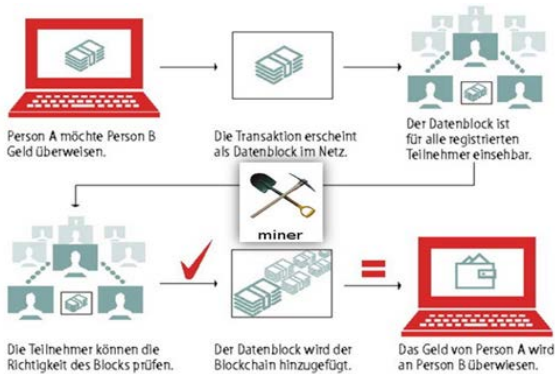 Person A möchte Person B
Geld überweisen.
Die Transaktion erscheint
als Datenblock im Netz.
Der Datenblock ist
für alle registrierten
Teilnehmer einsehbar.
miner
Die Teilnehmer können die
Richtigkeit des Blocks prüfen.
Der Datenblock wird der
Blockchain hinzugefügt.
Das Geld von Person A wird
an Person B überwiesen.